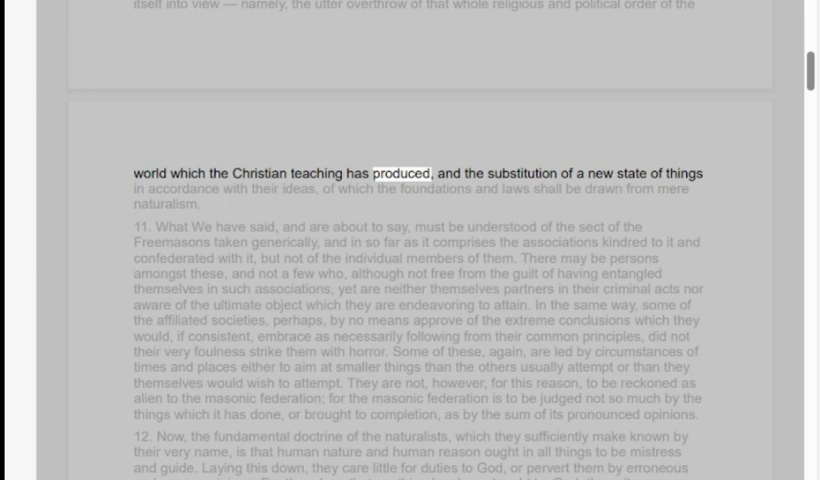 itself into view — namely, the utter overthrow of that whole religious and political order of the
world which the Christian teaching has produced, and the substitution of a new state of things
in accordance with their ideas, of which the foundations and laws shall be drawn from mere
naturalism.
11. What We have said, and are about to say, must be understood of the sect of the
Freemasons taken generically, and in so far as it comprises the associations kindred to it and
confederated with it, but not of the individual members of them. There may be persons
amongst these, and not a few who, although not free from the guilt of having entangled
themselves in such associations, yet are neither themselves partners in their criminal acts nor
aware of the ultimate object which they are endeavoring to attain. In the same way, some of
the affiliated societies, perhaps, by no means approve of the extreme conclusions which they
would, if consistent, embrace as necessarily following from their common principles, did not
their very foulness strike them with horror. Some of these, again, are led by circumstances of
times and places either to aim at smaller things than the others usually attempt or than they
themselves would wish to attempt. They are not, however, for this reason, to be reckoned as
alien to the masonic federation; for the masonic federation is to be judged not so much by the
things which it has done, or brought to completion, as by the sum of its pronounced opinions.
12. Now, the fundamental doctrine of the naturalists, which they sufficiently make known by
their very name, is that human nature and human reason ought in all things to be mistress
and guide. Laying this down, they care little for duties to God, or pervert them by erroneous